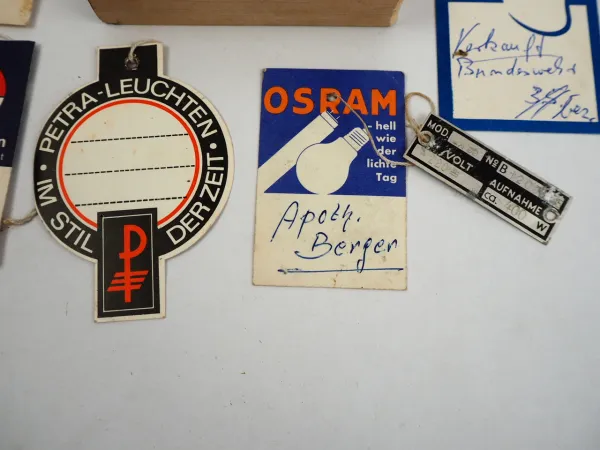 • PETRA-LEUCHTEN •
IM STIL
DER ZEIT
OSRAM
- hell
wie
der
lichte
Tag
Apoth.
Berger
Verkauft
Bundeswehr
MOD.
No B
VOLT
AUFNAHME
ca. 100 W